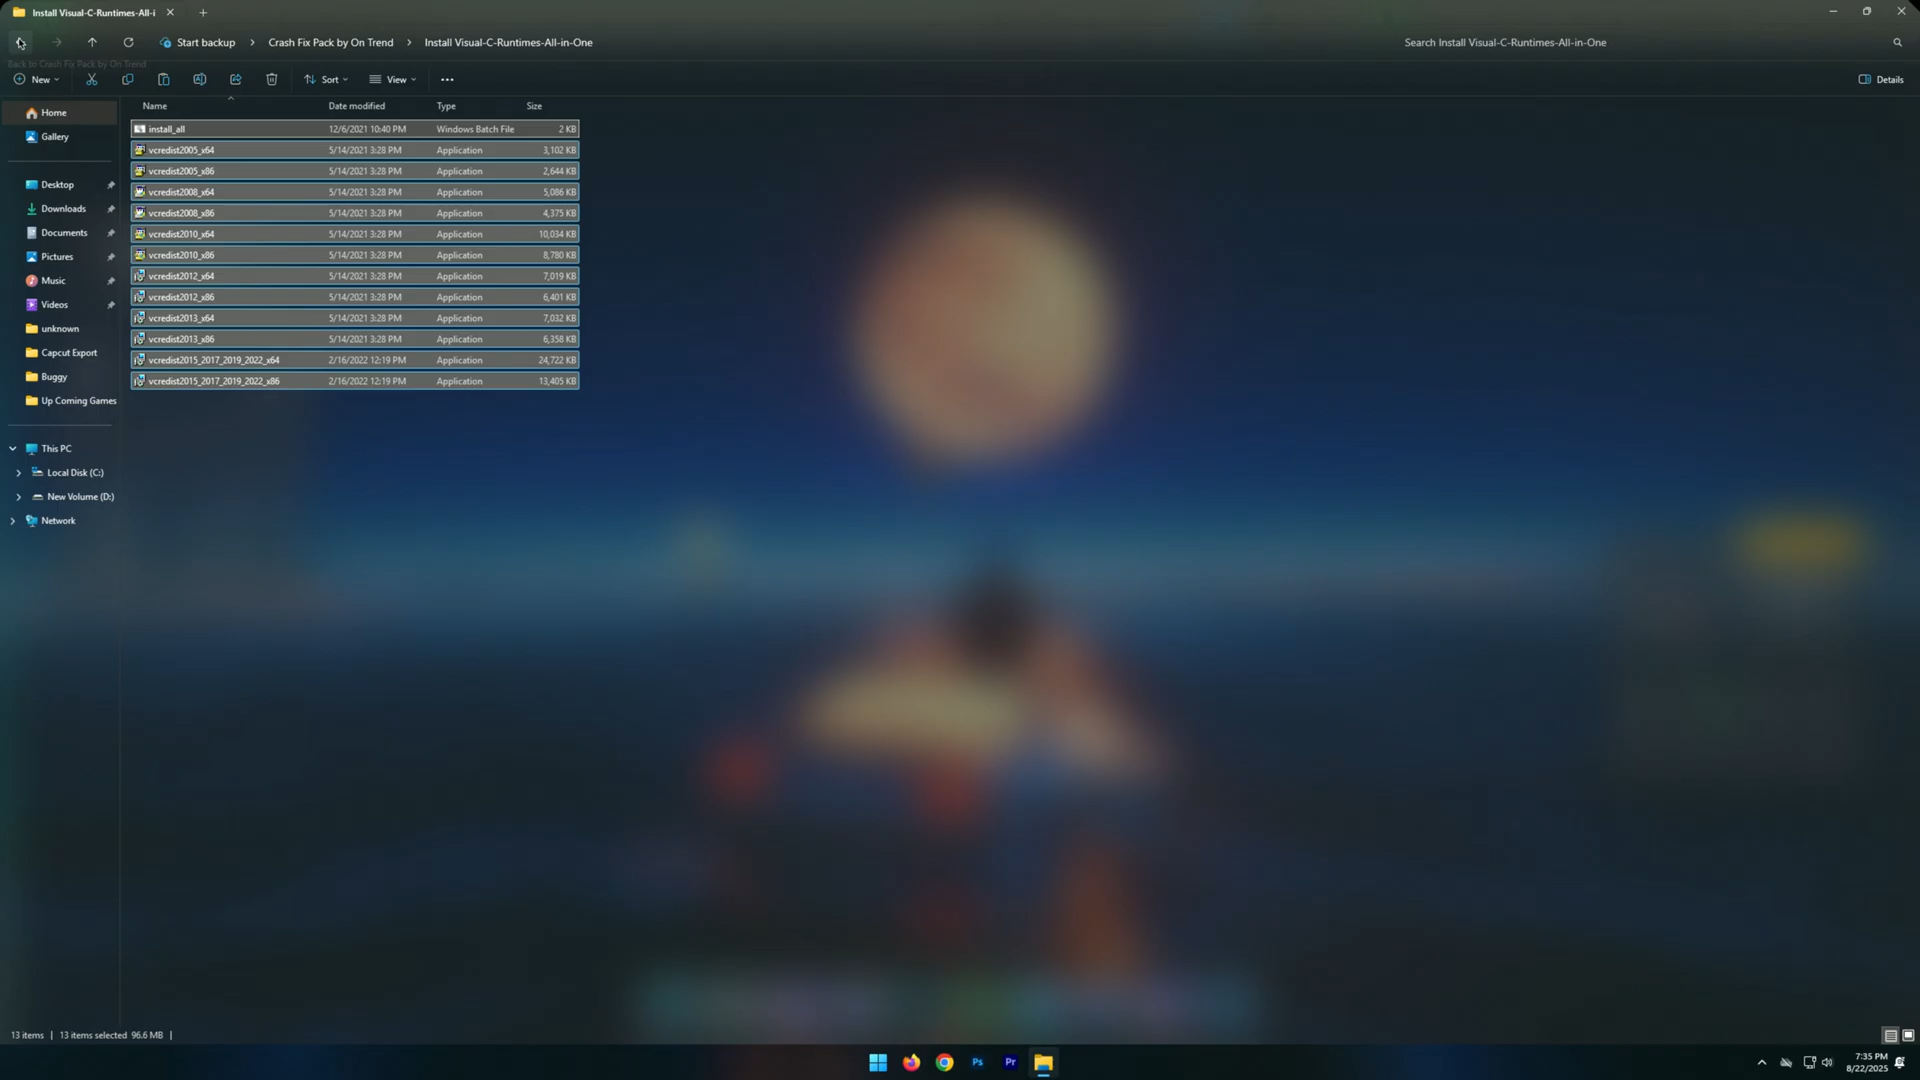 Install Visual-C-Runtimes-All-i
Start backup > Crash Fix Pack by On Trend > Install Visual-C-Runtimes-All-in-One
Search Install Visual-C-Runtimes-All-in-One
Back to Crash Fix Pack by On Trend
New Sort View ... Details
Name Date modified Type Size
install_all 12/6/2021 10:40 PM Windows Batch File 2 KB
vcredist2005_x64 5/14/2021 3:28 PM Application 3,102 KB
vcredist2005_x86 5/14/2021 3:28 PM Application 2,644 KB
vcredist2008_x64 5/14/2021 3:28 PM Application 5,086 KB
vcredist2008_x86 5/14/2021 3:28 PM Application 4,375 KB
vcredist2010_x64 5/14/2021 3:28 PM Application 10,034 KB
vcredist2010_x86 5/14/2021 3:28 PM Application 8,780 KB
vcredist2012_x64 5/14/2021 3:28 PM Application 7,019 KB
vcredist2012_x86 5/14/2021 3:28 PM Application 6,401 KB
vcredist2013_x64 5/14/2021 3:28 PM Application 7,032 KB
vcredist2013_x86 5/14/2021 3:28 PM Application 6,358 KB
vcredist2015_2017_2019_2022_x64 2/16/2022 12:19 PM Application 24,722 KB
vcredist2015_2017_2019_2022_x86 2/16/2022 12:19 PM Application 13,405 KB
Home
Gallery
Desktop
Downloads
Documents
Pictures
Music
Videos
unknown
Capcut Export
Buggy
Up Coming Games
This PC
Local Disk (C:)
New Volume (D:)
Network
13 items | 13 items selected 96.6 MB |
Ps
Pr
7:35 PM
8/22/2025